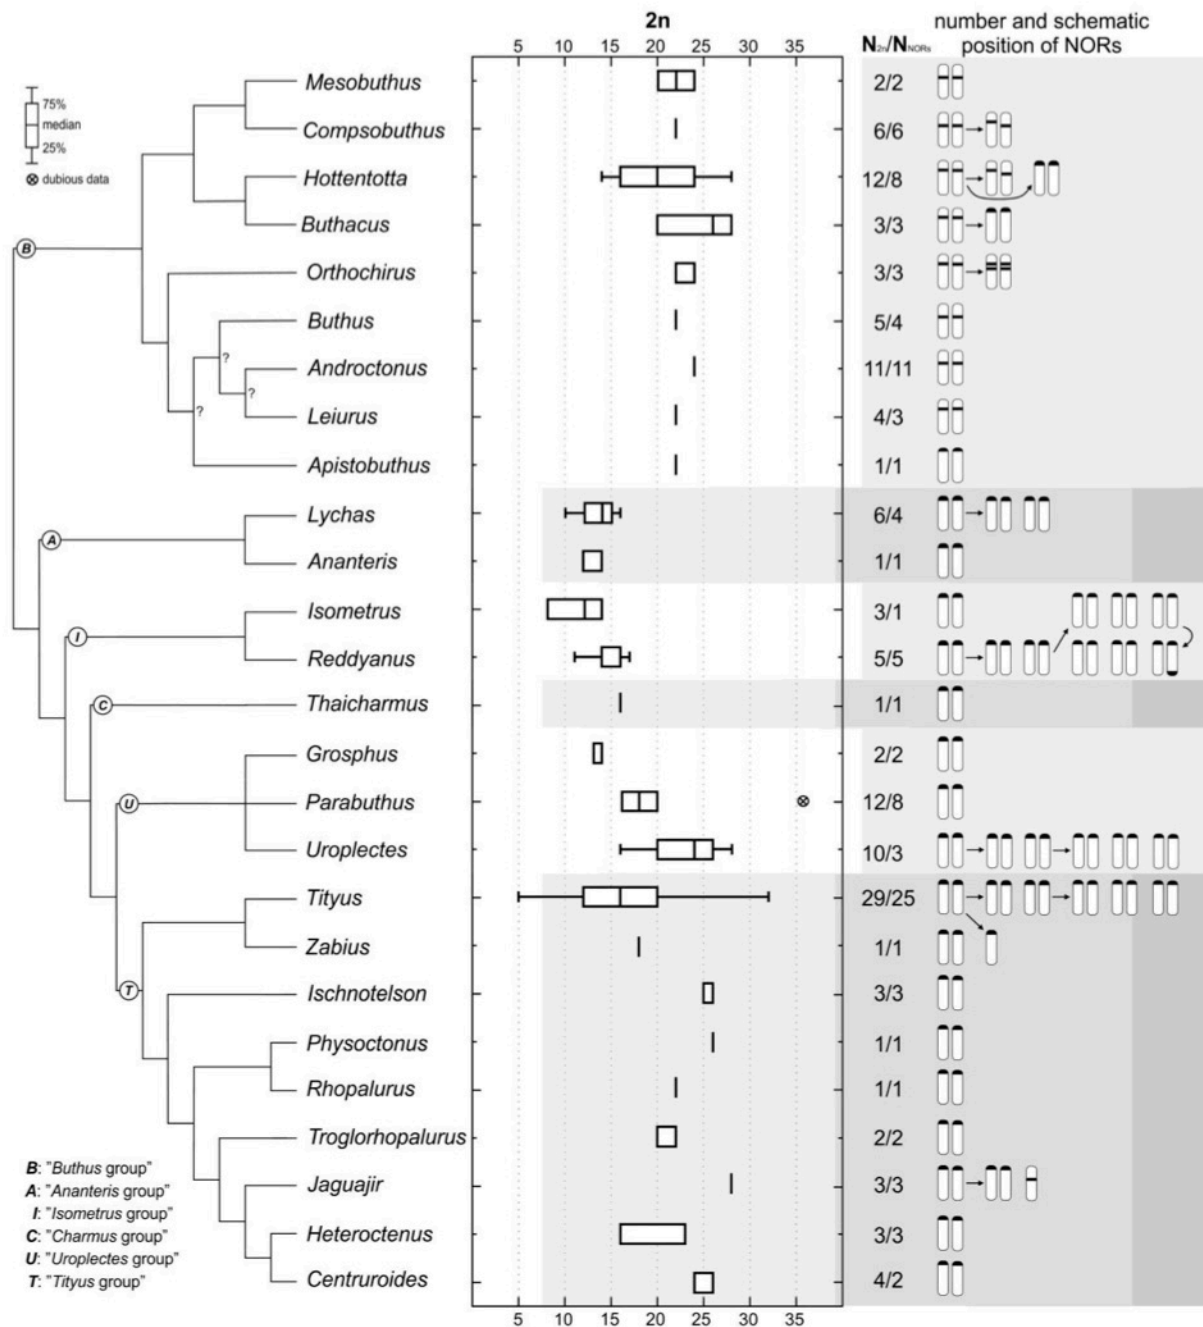 2n
number and schematic
position of NORs
N2n/NNORs
5 10 15 20 25 30 35
75%
median
25%
dubious data
Mesobuthus 2/2
Compsobuthus 6/6
Hottentotta 12/8
Buthacus 3/3
B
Orthochirus 3/3
Buthus 5/4
?
Androctonus 11/11
?
? Leiurus 4/3
Apistobuthus 1/1
Lychas 6/4
A
Ananteris 1/1
Isometrus 3/1
I
Reddyanus 5/5
C Thaicharmus 1/1
Grosphus 2/2
U Parabuthus 12/8
Uroplectes 10/3
Tityus 29/25
Zabius 1/1
T Ischnotelson 3/3
Physoctonus 1/1
Rhopalurus 1/1
Troglorhopalurus 2/2
Jaguajir 3/3
Heteroctenus 3/3
Centruroides 4/2
B: "Buthus group"
A: "Ananteris group"
I: "Isometrus group"
C: "Charmus group"
U: "Uroplectes group"
T: "Tityus group"
5 10 15 20 25 30 35